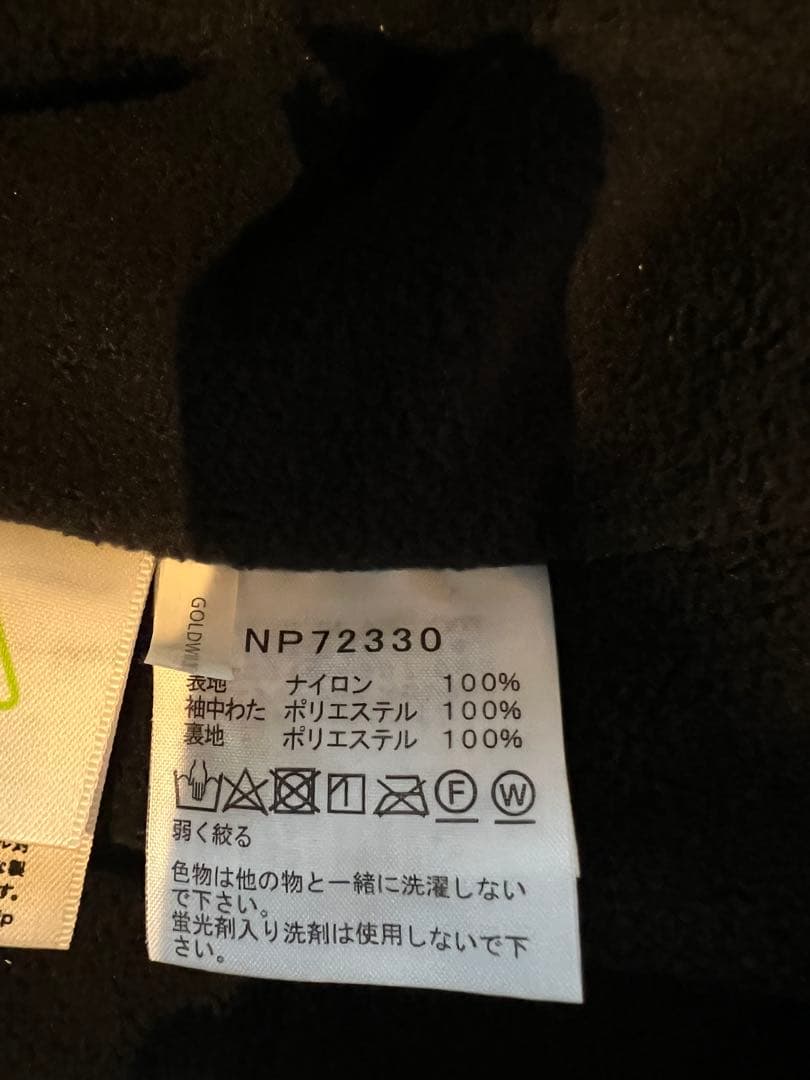 GOLDWI
NP72330
表地 ナイロン 100%
袖中わた ポリエステル 100%
裏地 ポリエステル 100%
F W
弱く絞る
色物は他の物と一緒に洗濯しない
で下さい。
蛍光剤入り洗剤は使用しないで下
さい。
製
す。
p